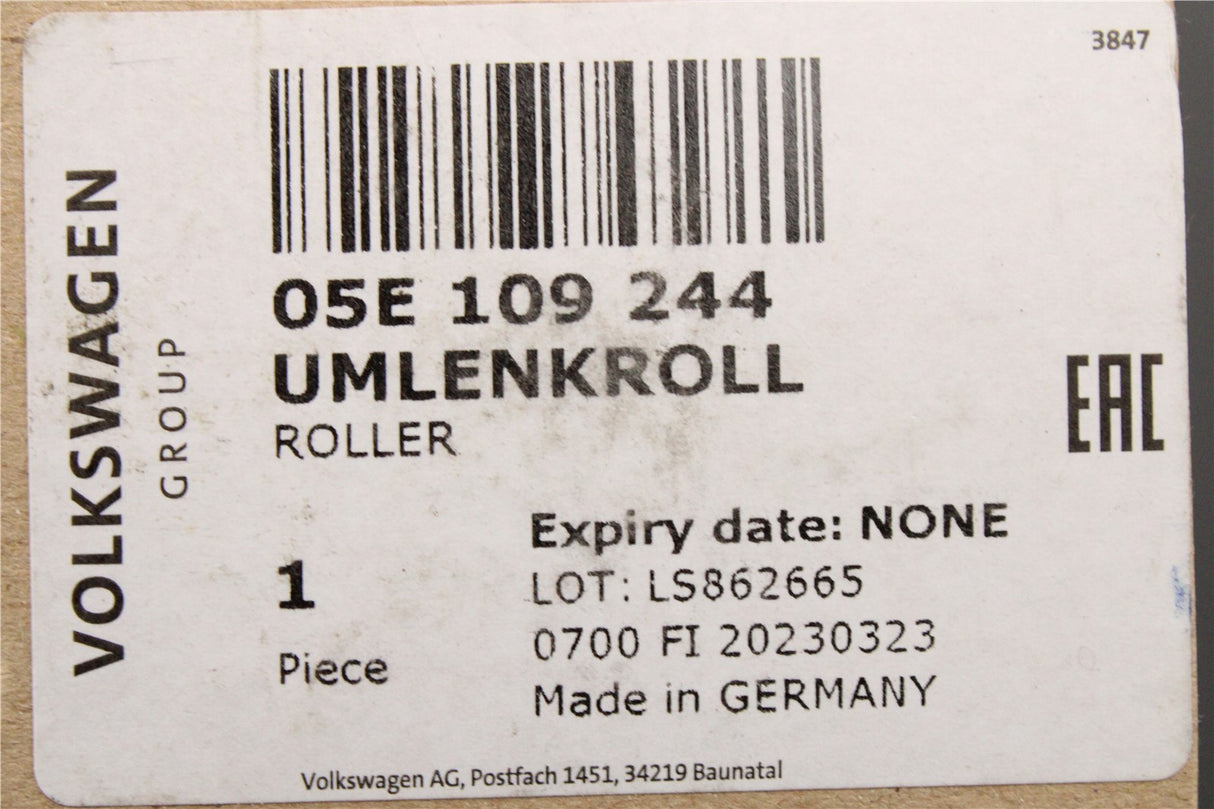 3847
VOLKSWAGEN
GROUP
05E 109 244
UMLENKROLL
ROLLER
EAC
1
Piece
Expiry date: NONE
LOT: LS862665
0700 FI 20230323
Made in GERMANY
Volkswagen AG, Postfach 1451, 34219 Baunatal